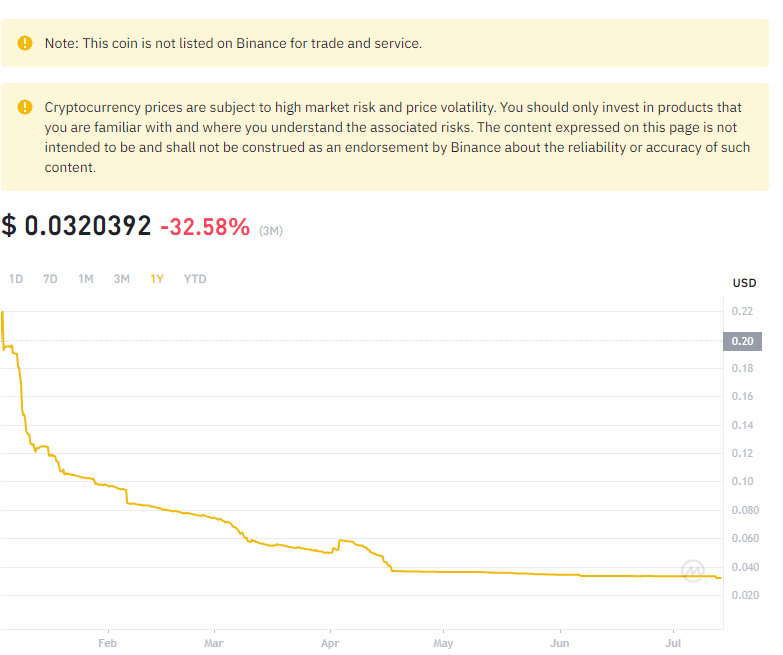 Note: This coin is not listed on Binance for trade and service.
Cryptocurrency prices are subject to high market risk and price volatility. You should only invest in products that
you are familiar with and where you understand the associated risks. The content expressed on this page is not
intended to be and shall not be construed as an endorsement by Binance about the reliability or accuracy of such
content.
$ 0.0320392 -32.58% (3M)
1D 7D 1M 3M 1Y YTD
USD
0.22
0.20
0.18
0.16
0.14
0.12
0.10
0.080
0.060
0.040
0.020
Feb Mar Apr May Jun Jul